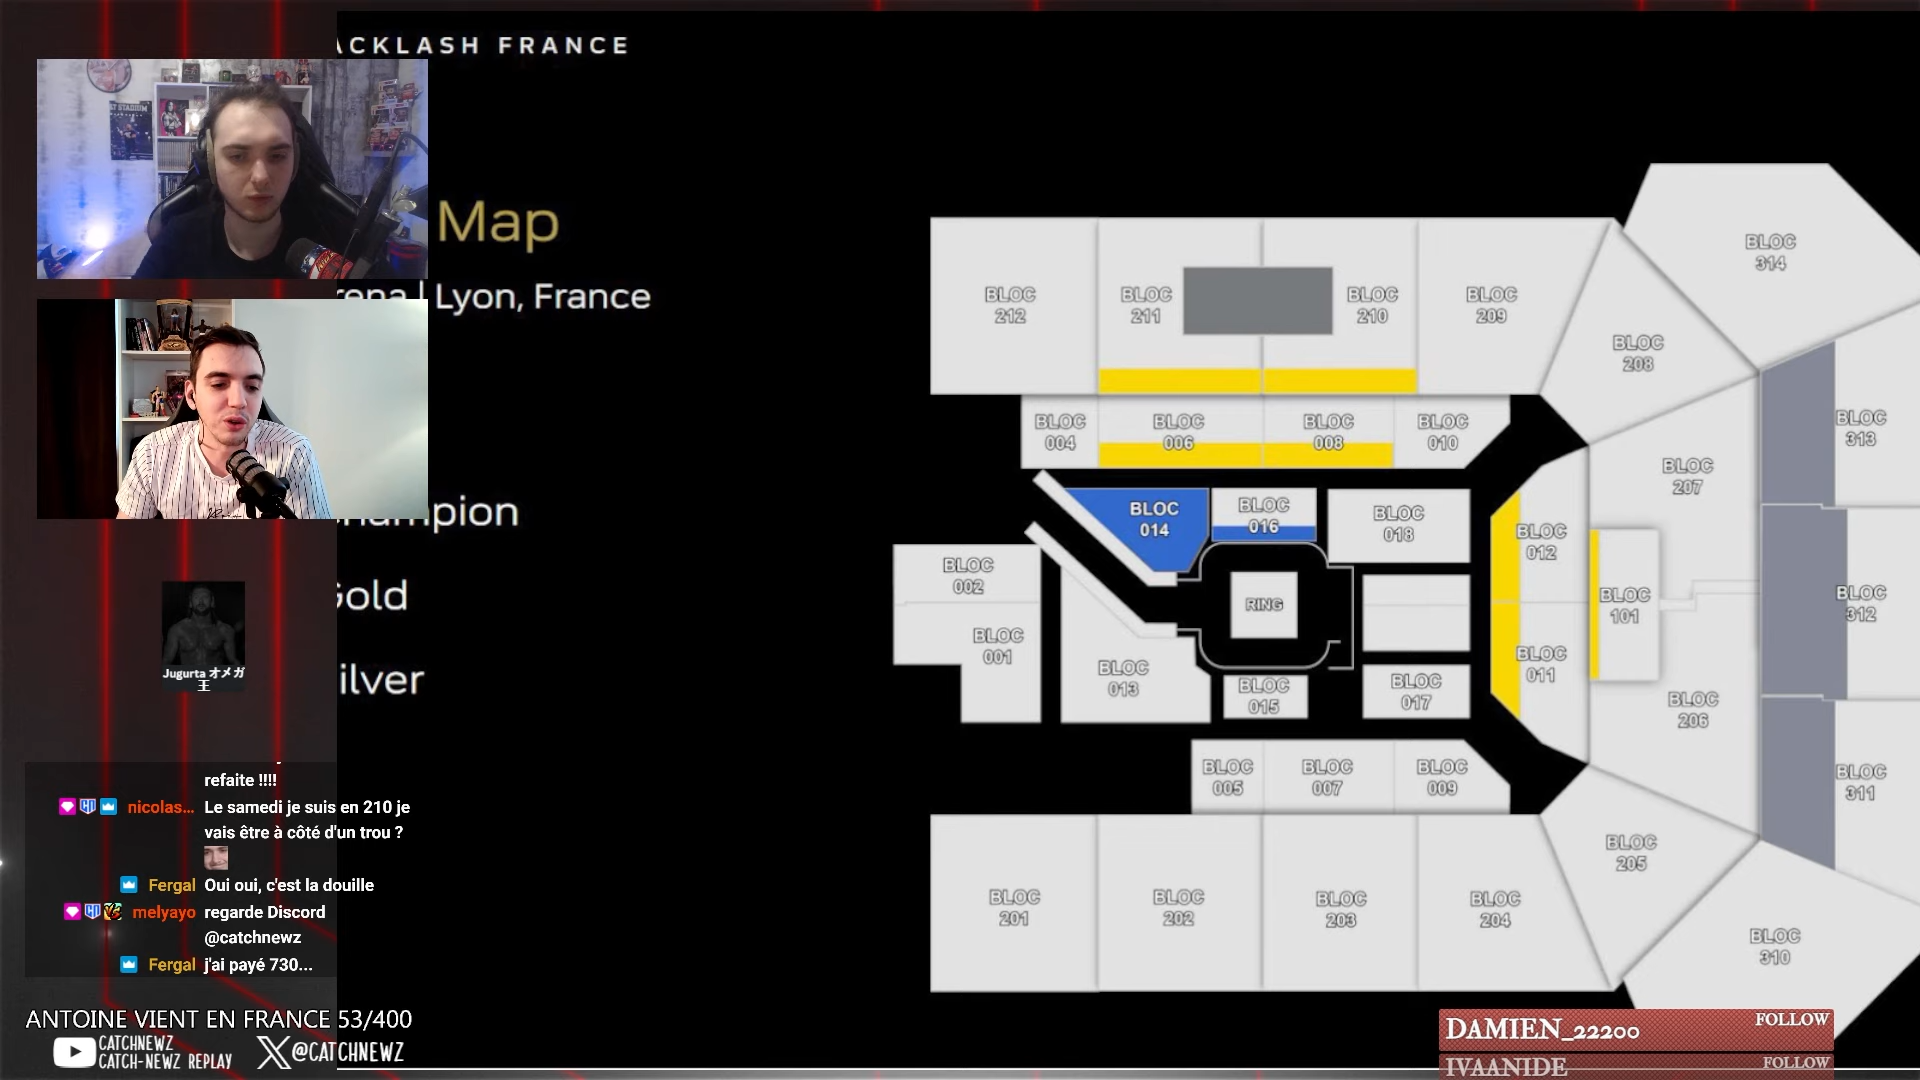 ACKLASH FRANCE
Map
rena | Lyon, France
hampion
Gold
ilver
BLOC
314
BLOC
212
BLOC
211
BLOC
210
BLOC
209
BLOC
208
BLOC
313
BLOC
004
BLOC
006
BLOC
008
BLOC
010
BLOC
207
BLOC
014
BLOC
016
BLOC
018
BLOC
012
BLOC
002
BLOC
101
BLOC
312
RING
BLOC
001
BLOC
013
BLOC
015
BLOC
017
BLOC
011
BLOC
206
BLOC
005
BLOC
007
BLOC
009
BLOC
311
BLOC
205
BLOC
201
BLOC
202
BLOC
203
BLOC
204
BLOC
310
Jugurta オメガ
王
refaite !!!!
nicolas... Le samedi je suis en 210 je
vais être à côté d'un trou ?
Fergal Oui oui, c'est la douille
melyayo regarde Discord
@catchnewz
Fergal j'ai payé 730...
ANTOINE VIENT EN FRANCE 53/400
CATCHNEWZ
CATCH-NEWZ REPLAY
@CATCHNEWZ
DAMIEN_22200 FOLLOW
IVAANIDE FOLLOW